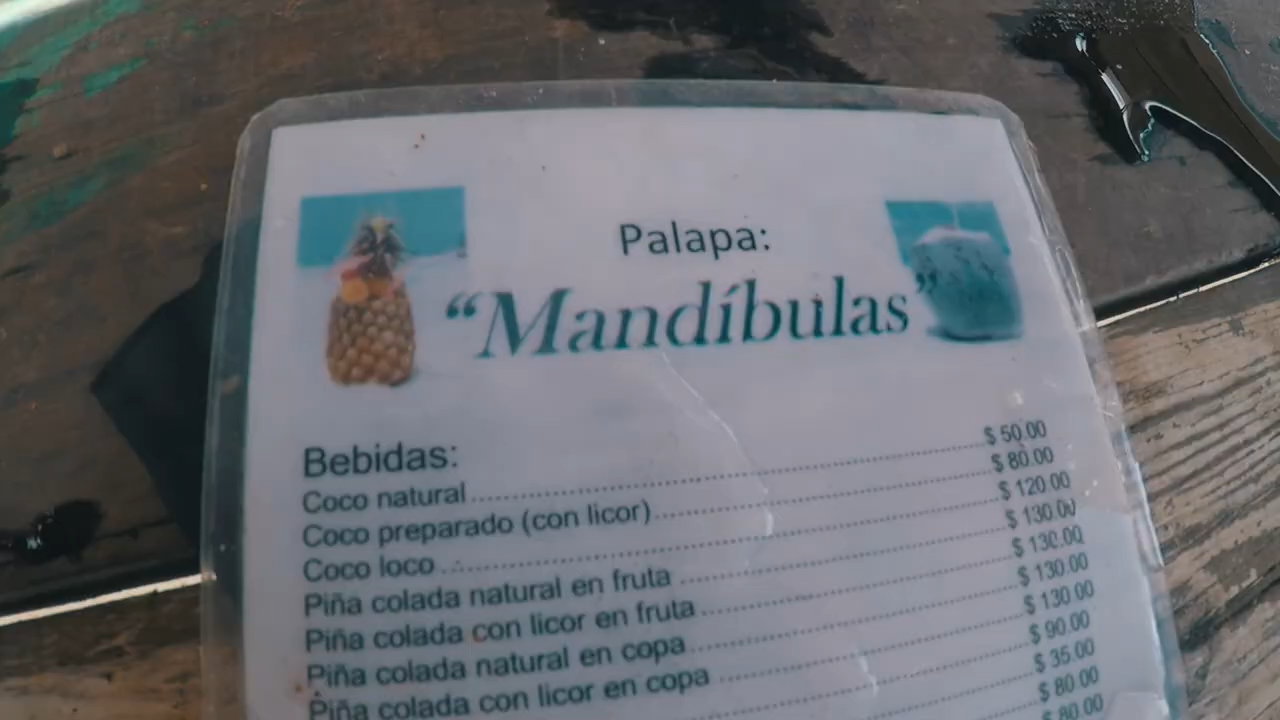 Palapa:
“Mandíbulas”
Bebidas:
Coco natural ........ $ 50.00
Coco preparado (con licor) ........ $ 80.00
Coco loco ........ $ 120.00
Piña colada natural en fruta ........ $ 130.00
Piña colada con licor en fruta ........ $ 130.00
Piña colada natural en copa ........ $ 130.00
Piña colada con licor en copa ........ $ 130.00
$ 90.00
$ 35.00
$ 80.00
$ 80.00